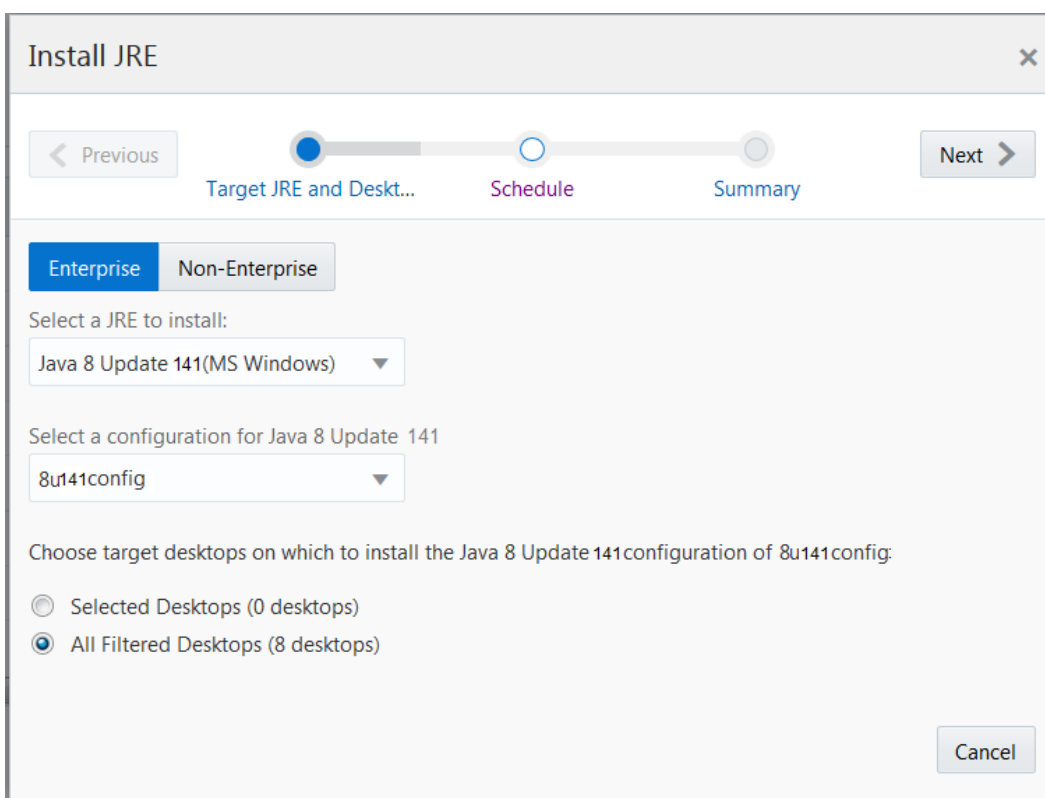 Install JRE
Previous
Next
Target JRE and Deskt...
Schedule
Summary
Enterprise
Non-Enterprise
Select a JRE to install:
Java 8 Update 141(MS Windows)
Select a configuration for Java 8 Update 141
8u141config
Choose target desktops on which to install the Java 8 Update 141configuration of 8u141config:
Selected Desktops (0 desktops)
All Filtered Desktops (8 desktops)
Cancel